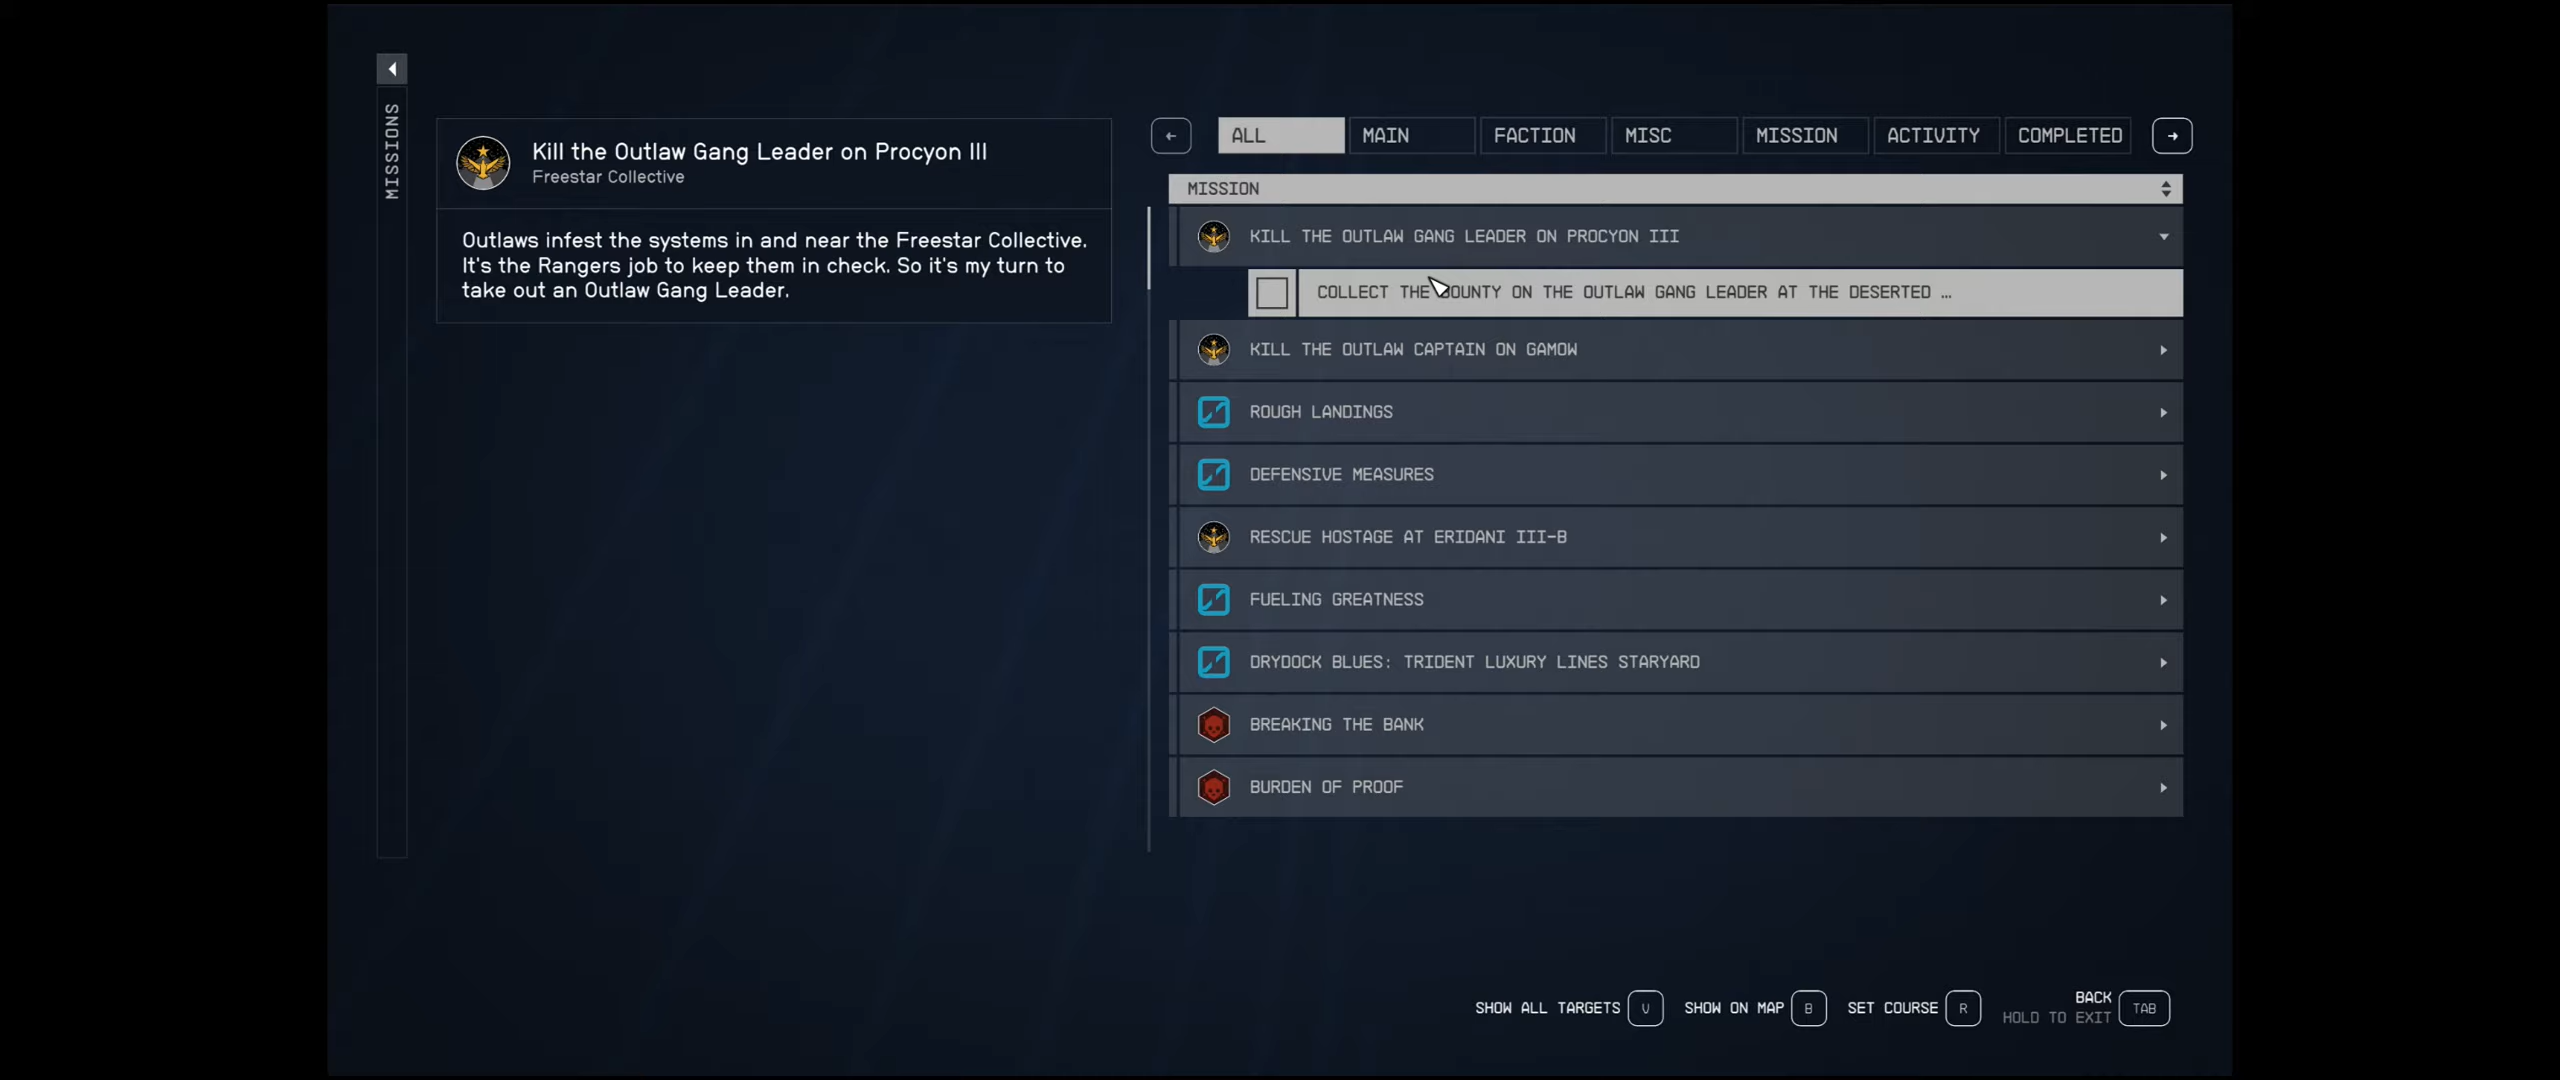 MISSIONS
Kill the Outlaw Gang Leader on Procyon III
Freestar Collective
Outlaws infest the systems in and near the Freestar Collective.
It's the Rangers job to keep them in check. So it's my turn to
take out an Outlaw Gang Leader.
ALL MAIN FACTION MISC MISSION ACTIVITY COMPLETED
MISSION
KILL THE OUTLAW GANG LEADER ON PROCYON III
COLLECT THE BOUNTY ON THE OUTLAW GANG LEADER AT THE DESERTED ...
KILL THE OUTLAW CAPTAIN ON GAMOW
ROUGH LANDINGS
DEFENSIVE MEASURES
RESCUE HOSTAGE AT ERIDANI III-B
FUELING GREATNESS
DRYDOCK BLUES: TRIDENT LUXURY LINES STARYARD
BREAKING THE BANK
BURDEN OF PROOF
SHOW ALL TARGETS V SHOW ON MAP B SET COURSE R BACK TAB
HOLD TO EXIT